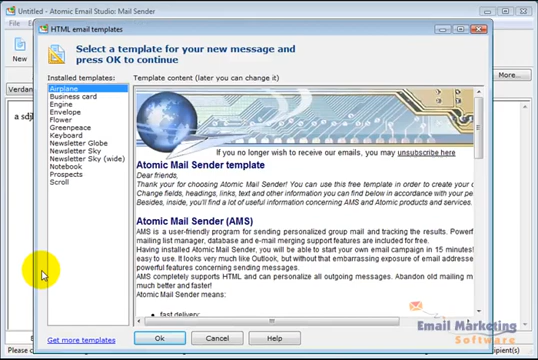 Untitled - Atomic Email Studio: Mail Sender
File
New
More...
Verdan
HTML email templates
Select a template for your new message and
press OK to continue
Installed templates:
Airplane
Business card
Engine
Envelope
Flower
Greenpeace
Keyboard
Newsletter Globe
Newsletter Sky
Newsletter Sky (wide)
Notebook
Prospects
Scroll
Get more templates
Template content (later you can change it)
If you no longer wish to receive our emails, you may unsubscribe here
Atomic Mail Sender template
Dear friends,
Thank your for choosing Atomic Mail Sender! You can use this free template in order to create your
Change fields, headings, links, text and other information you can find below in accordance with your pe
Besides, inside, you'll find a lot of useful information concerning AMS and Atomic products and services.
Atomic Mail Sender (AMS)
AMS is a user-friendly program for sending personalized group mail and tracking the results. Powerf
mailing list manager, database and e-mail merging support features are included for free.
Having installed Atomic Mail Sender, you will be able to start your own email campaign in 15 minutes!
easy to use. It looks very much like Outlook, but without that embarrassing exposure of email addresse
powerful features concerning sending messages.
AMS completely supports HTML and can personalize all outgoing messages. Abandon old mailing m
much better and faster!
Atomic Mail Sender means:
fast delivery
Ok
Cancel
Help
Email Marketing
Software